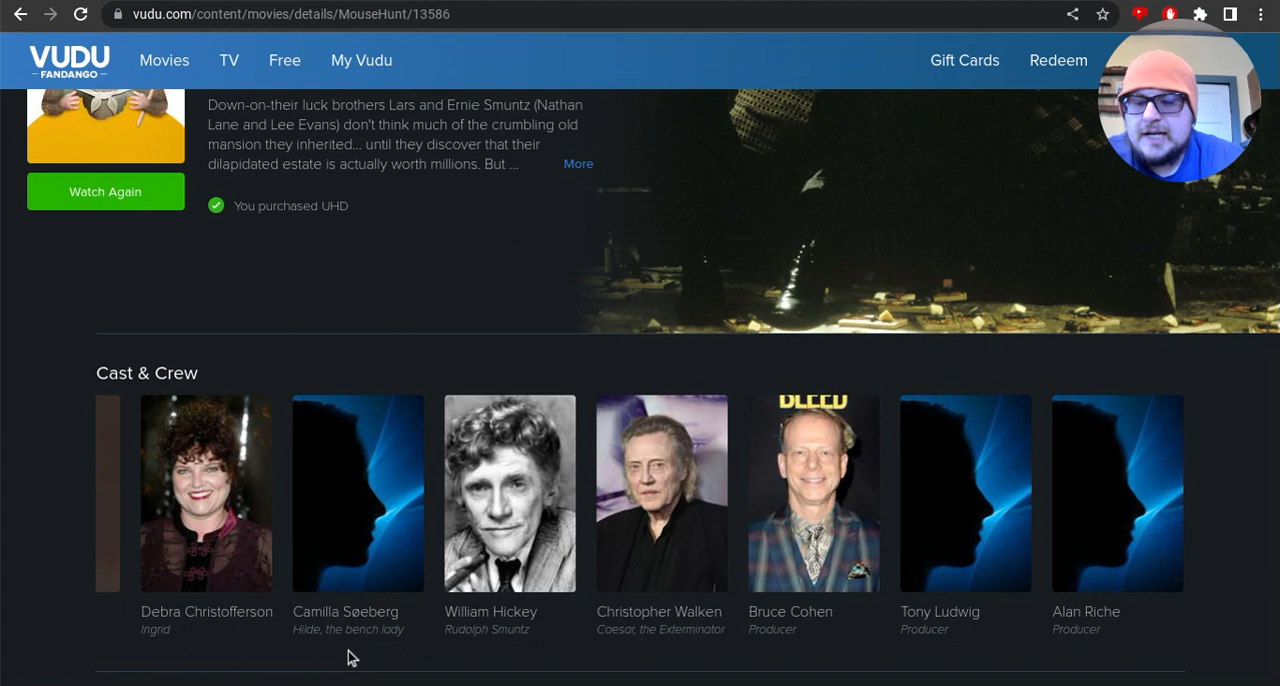 vudu.com/content/movies/details/MouseHunt/13586
VUDU
FANDANGO
Movies
TV
Free
My Vudu
Gift Cards
Redeem
Down-on-their luck brothers Lars and Ernie Smuntz (Nathan
Lane and Lee Evans) don't think much of the crumbling old
mansion they inherited... until they discover that their
dilapidated estate is actually worth millions. But ... More
Watch Again
You purchased UHD
Cast & Crew
BLEED
Debra Christofferson
Ingrid
Camilla Søeberg
Hilde, the bench lady
William Hickey
Rudolph Smuntz
Christopher Walken
Caesar, the Exterminator
Bruce Cohen
Producer
Tony Ludwig
Producer
Alan Riche
Producer